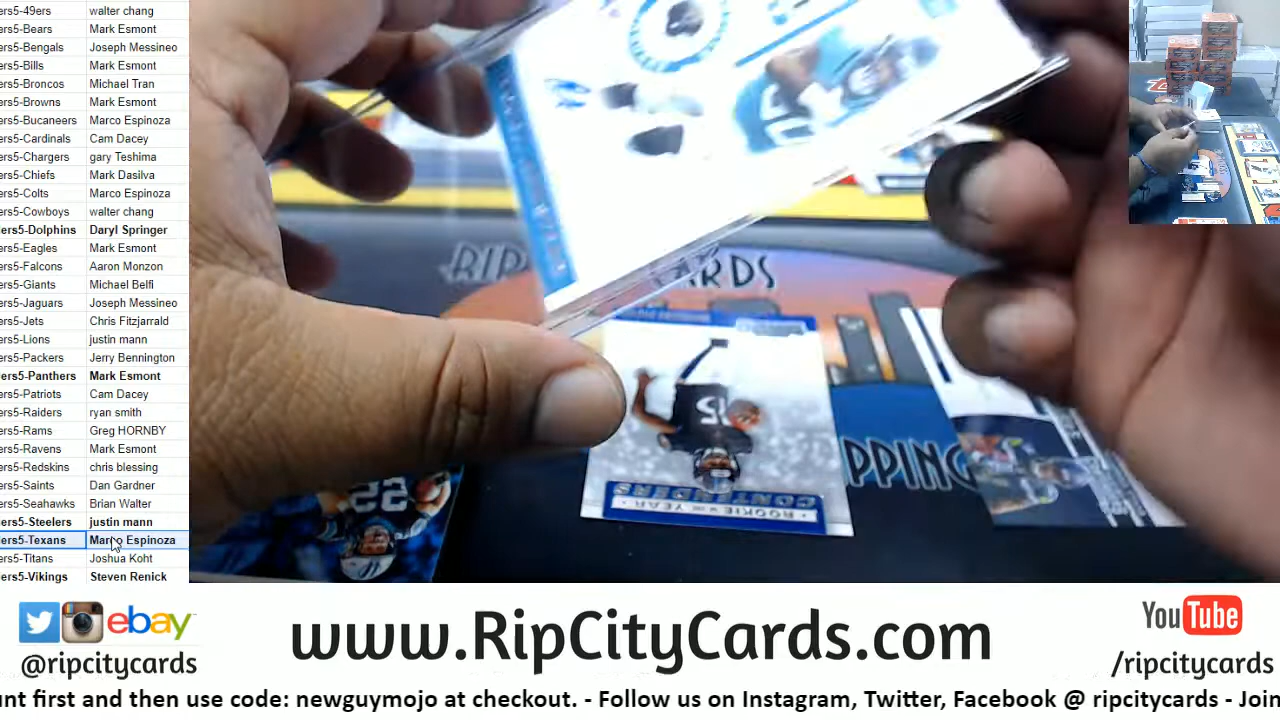 ers5-49ers walter chang
ers5-Bears Mark Esmont
ers5-Bengals Joseph Messineo
ers5-Bills Mark Esmont
ers5-Broncos Michael Tran
ers5-Browns Mark Esmont
ers5-Bucaneers Marco Espinoza
ers5-Cardinals Cam Dacey
ers5-Chargers gary Teshima
ers5-Chiefs Mark Dasilva
ers5-Colts Marco Espinoza
ers5-Cowboys walter chang
ers5-Dolphins Daryl Springer
ers5-Eagles Mark Esmont
ers5-Falcons Aaron Monzon
ers5-Giants Michael Belfi
ers5-Jaguars Joseph Messineo
ers5-Jets Chris Fitzjarrald
ers5-Lions justin mann
ers5-Packers Jerry Bennington
ers5-Panthers Mark Esmont
ers5-Patriots Cam Dacey
ers5-Raiders ryan smith
ers5-Rams Greg HORNBY
ers5-Ravens Mark Esmont
ers5-Redskins chris blessing
ers5-Saints Dan Gardner
ers5-Seahawks Brian Walter
ers5-Steelers justin mann
ers5-Texans Marco Espinoza
ers5-Titans Joshua Koht
ers5-Vikings Steven Renick
RIP CARDS
PPING
55
15
ROOKIE OF THE YEAR
CONTENDERS
ebay
@ripcitycards
www.RipCityCards.com
YouTube
/ripcitycards
unt first and then use code: newguymojo at checkout. - Follow us on Instagram, Twitter, Facebook @ ripcitycards - Join